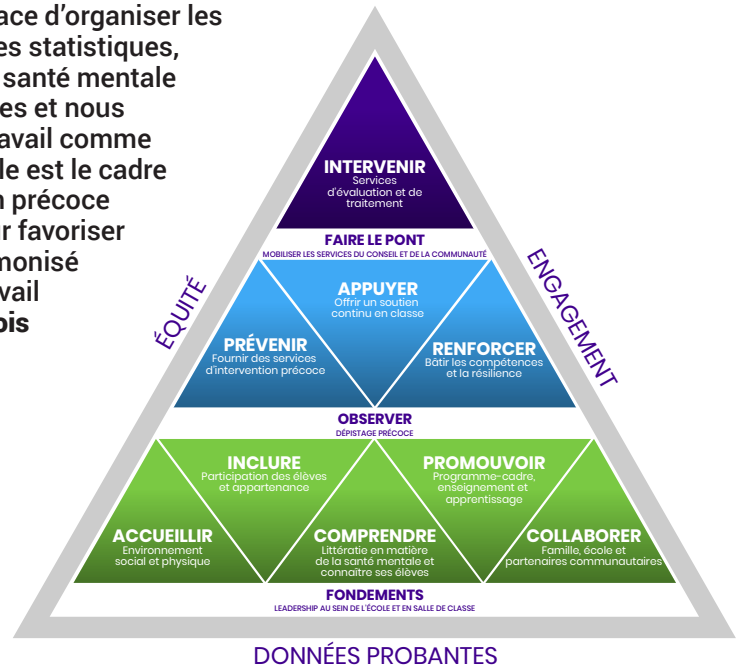 ace d’organiser les
es statistiques,
santé mentale
es et nous
avail comme
le est le cadre
n précoce
ur favoriser
monisé
vail
ois
INTERVENIR
Services
d’évaluation et de
traitement
FAIRE LE PONT
MOBILISER LES SERVICES DU CONSEIL ET DE LA COMMUNAUTÉ
ÉQUITÉ
ENGAGEMENT
APPUYER
Offrir un soutien
continu en classe
PRÉVENIR
Fournir des services
d’intervention précoce
RENFORCER
Bâtir les compétences
et la résilience
OBSERVER
DÉPISTAGE PRÉCOCE
INCLURE
Participation des élèves
et appartenance
PROMOUVOIR
Programme-cadre,
enseignement et
apprentissage
ACCUEILLIR
Environnement
social et physique
COMPRENDRE
Littératie en matière
de la santé mentale et
connaître ses élèves
COLLABORER
Famille, école et
partenaires communautaires
FONDEMENTS
LEADERSHIP AU SEIN DE L’ÉCOLE ET EN SALLE DE CLASSE
DONNÉES PROBANTES